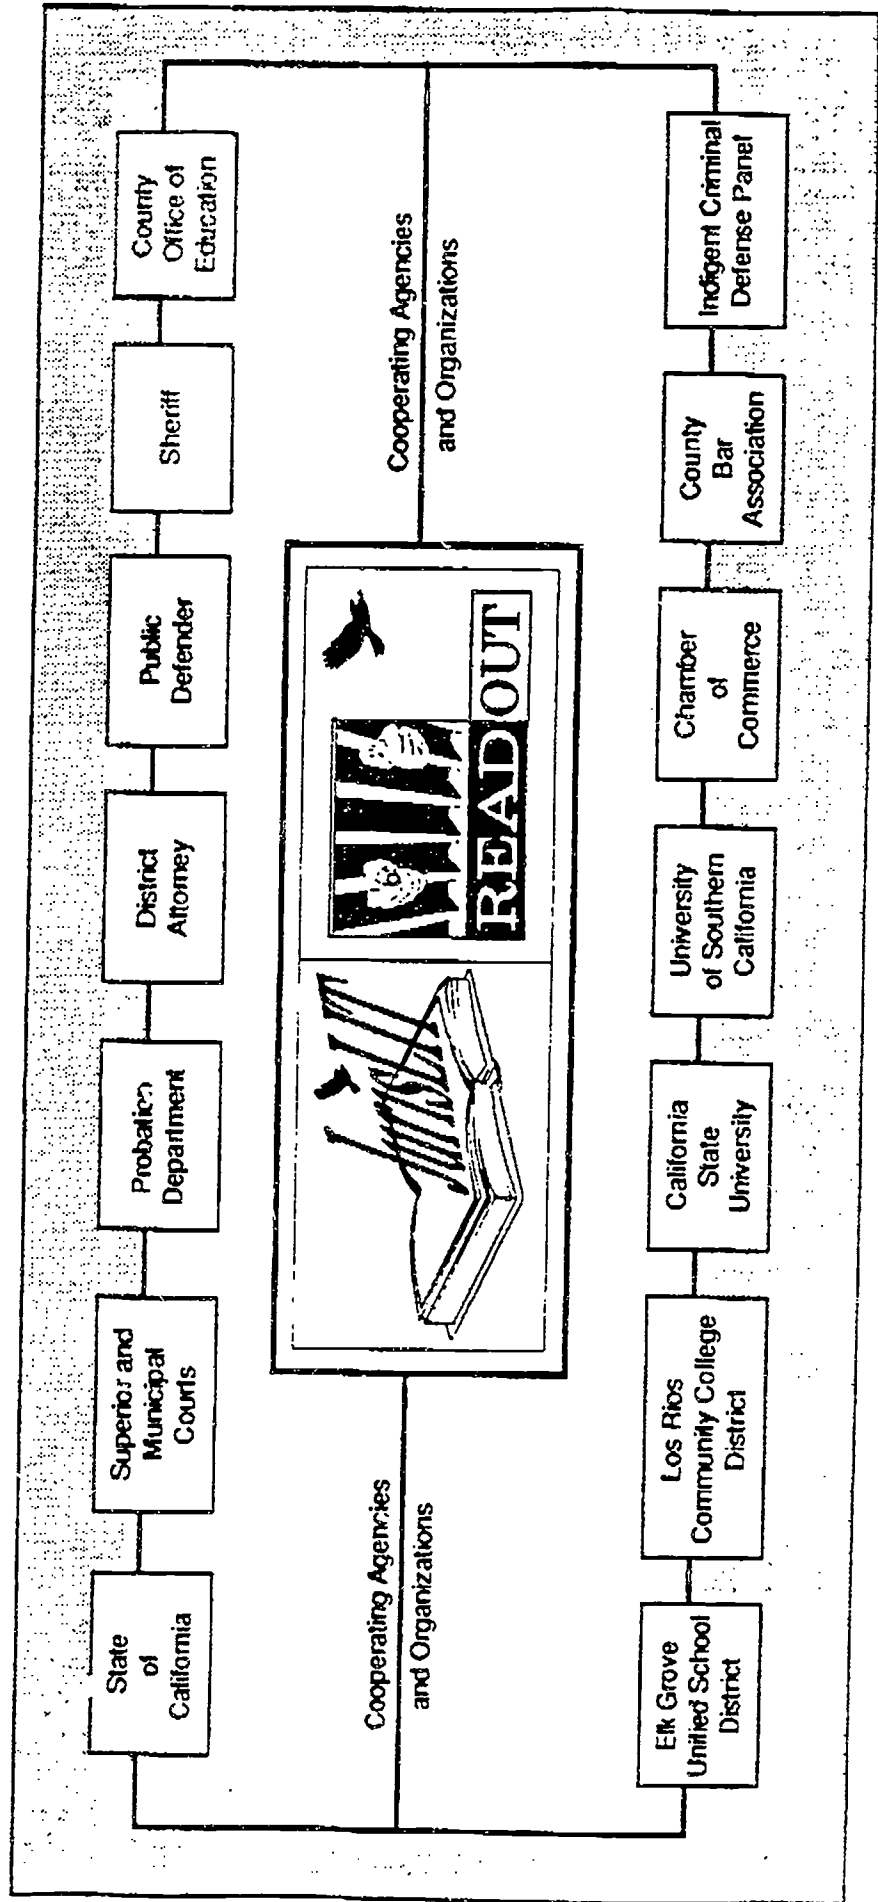 State
of
California
Superior and
Municipal
Courts
Probation
Department
District
Attorney
Public
Defender
Sheriff
County
Office of
Education
Cooperating Agencies
and Organizations
READOUT
Cooperating Agencies
and Organizations
Elk Grove
Unified School
District
Los Rios
Community College
District
California
State
University
University
of Southern
California
Chamber
of
Commerce
County
Bar
Association
Indigent Criminal
Defense Panel